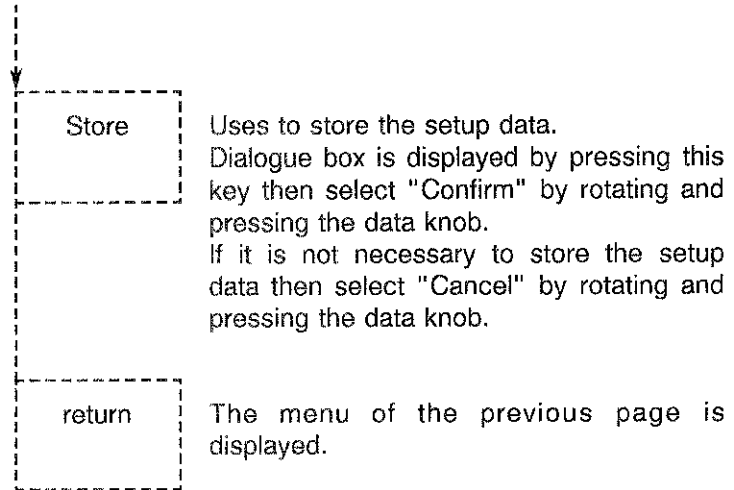 Store
Uses to store the setup data.
Dialogue box is displayed by pressing this
key then select "Confirm" by rotating and
pressing the data knob.
If it is not necessary to store the setup
data then select "Cancel" by rotating and
pressing the data knob.
return
The menu of the previous page is
displayed.